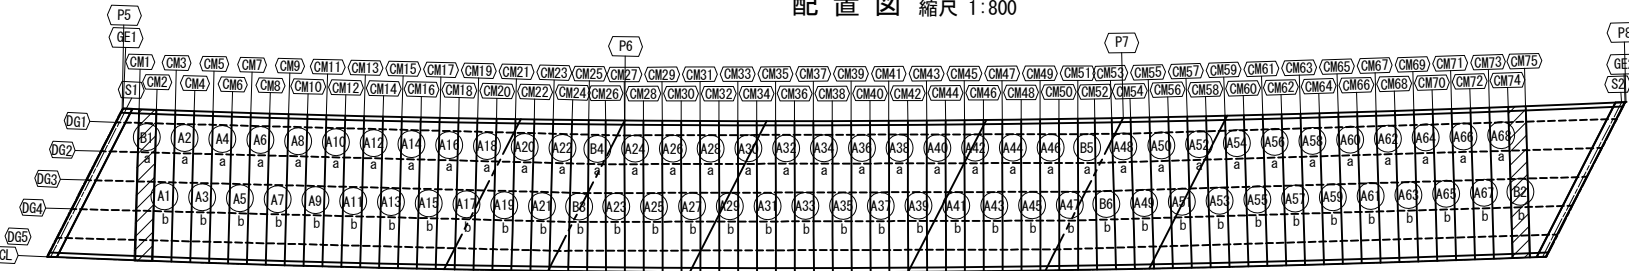 配置図 縮尺 1:800
P5 P6 P7 P8
GE1
CM1 CM3 CM5 CM7 CM9 CM11 CM13 CM15 CM17 CM19 CM21 CM23 CM25 CM27 CM29 CM31 CM33 CM35 CM37 CM39 CM41 CM43 CM45 CM47 CM49 CM51 CM53 CM55 CM57 CM59 CM61 CM63 CM65 CM67 CM69 CM71 CM73 CM75
S1 CM2 CM4 CM6 CM8 CM10 CM12 CM14 CM16 CM18 CM20 CM22 CM24 CM26 CM28 CM30 CM32 CM34 CM36 CM38 CM40 CM42 CM44 CM46 CM48 CM50 CM52 CM54 CM56 CM58 CM60 CM62 CM64 CM66 CM68 CM70 CM72 CM74 S2
DG1
B1 A2 A4 A6 A8 A10 A12 A14 A16 A18 A20 A22 B4 A24 A26 A28 A30 A32 A34 A36 A38 A40 A42 A44 A46 B5 A48 A50 A52 A54 A56 A58 A60 A62 A64 A66 A68
DG2
a a a a a a a a a a a a a a a a a a a a a a a a a a a a a a a a a a a a a
DG3
A1 A3 A5 A7 A9 A11 A13 A15 A17 A19 A21 B3 A23 A25 A27 A29 A31 A33 A35 A37 A39 A41 A43 A45 A47 B6 A49 A51 A53 A55 A57 A59 A61 A63 A65 A67 B2
DG4
b b b b b b b b b b b b b b b b b b b b b b b b b b b b b b b b b b b b b
DG5
CL